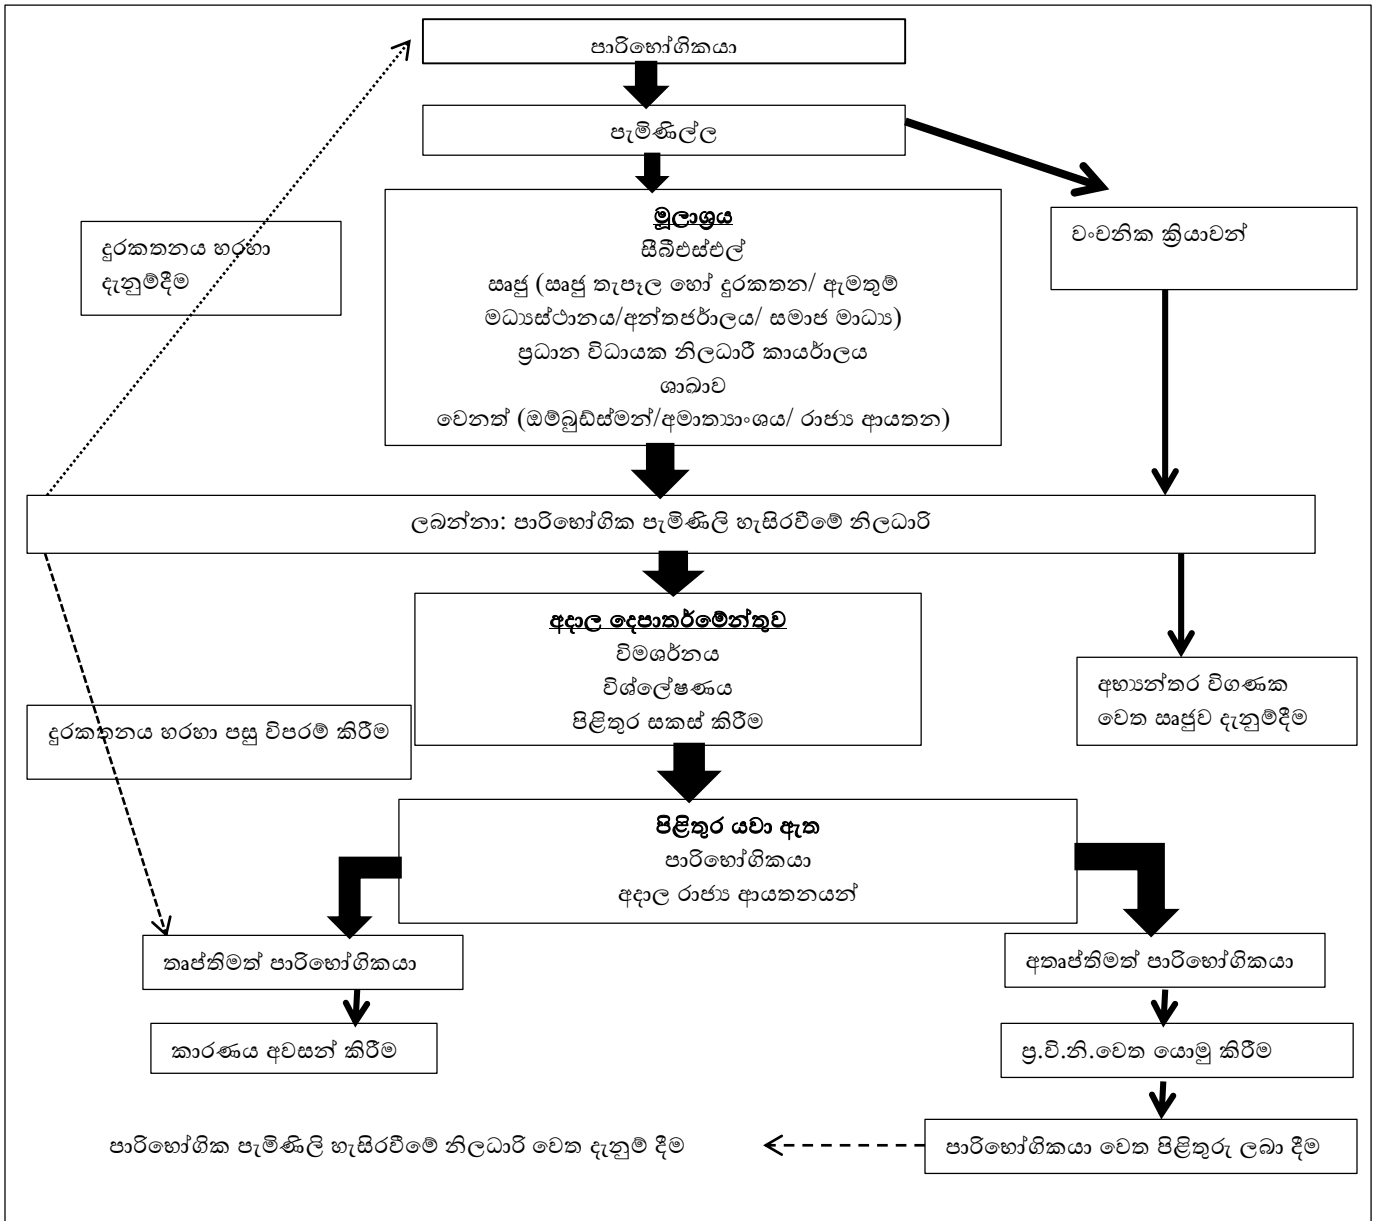 පාරිභෝගිකයා
පැමිණිල්ල
මූලාශ්‍රය
සීබීඑස්එල්
සෘජු (සෘජු තැපෑල හෝ දුරකතන/ ඇමතුම්
මධ්‍යස්ථානය/අන්තර්ජාලය/ සමාජ මාධ්‍ය)
ප්‍රධාන විධායක නිලධාරී කාර්යාලය
ශාඛාව
වෙනත් (ඔම්බුඩ්ස්මන්/අමාත්‍යාංශය/ රාජ්‍ය ආයතන)
වංචනික ක්‍රියාවන්
දුරකතනය හරහා
දැනුම්දීම
ලබන්නා: පාරිභෝගික පැමිණිලි හැසිරවීමේ නිලධාරි
අදාල දෙපාර්තමේන්තුව
විමර්ශනය
විශ්ලේෂණය
පිළිතුර සකස් කිරීම
අභ්‍යන්තර විගණක
වෙත සෘජුව දැනුම්දීම
දුරකතනය හරහා පසු විපරම් කිරීම
පිළිතුර යවා ඇත
පාරිභෝගිකයා
අදාල රාජ්‍ය ආයතනයන්
තෘප්තිමත් පාරිභෝගිකයා
අතෘප්තිමත් පාරිභෝගිකයා
කාරණය අවසන් කිරීම
ප්‍ර.වි.නි.වෙත යොමු කිරීම
පාරිභෝගික පැමිණිලි හැසිරවීමේ නිලධාරි වෙත දැනුම් දීම
පාරිභෝගිකයා වෙත පිළිතුරු ලබා දීම